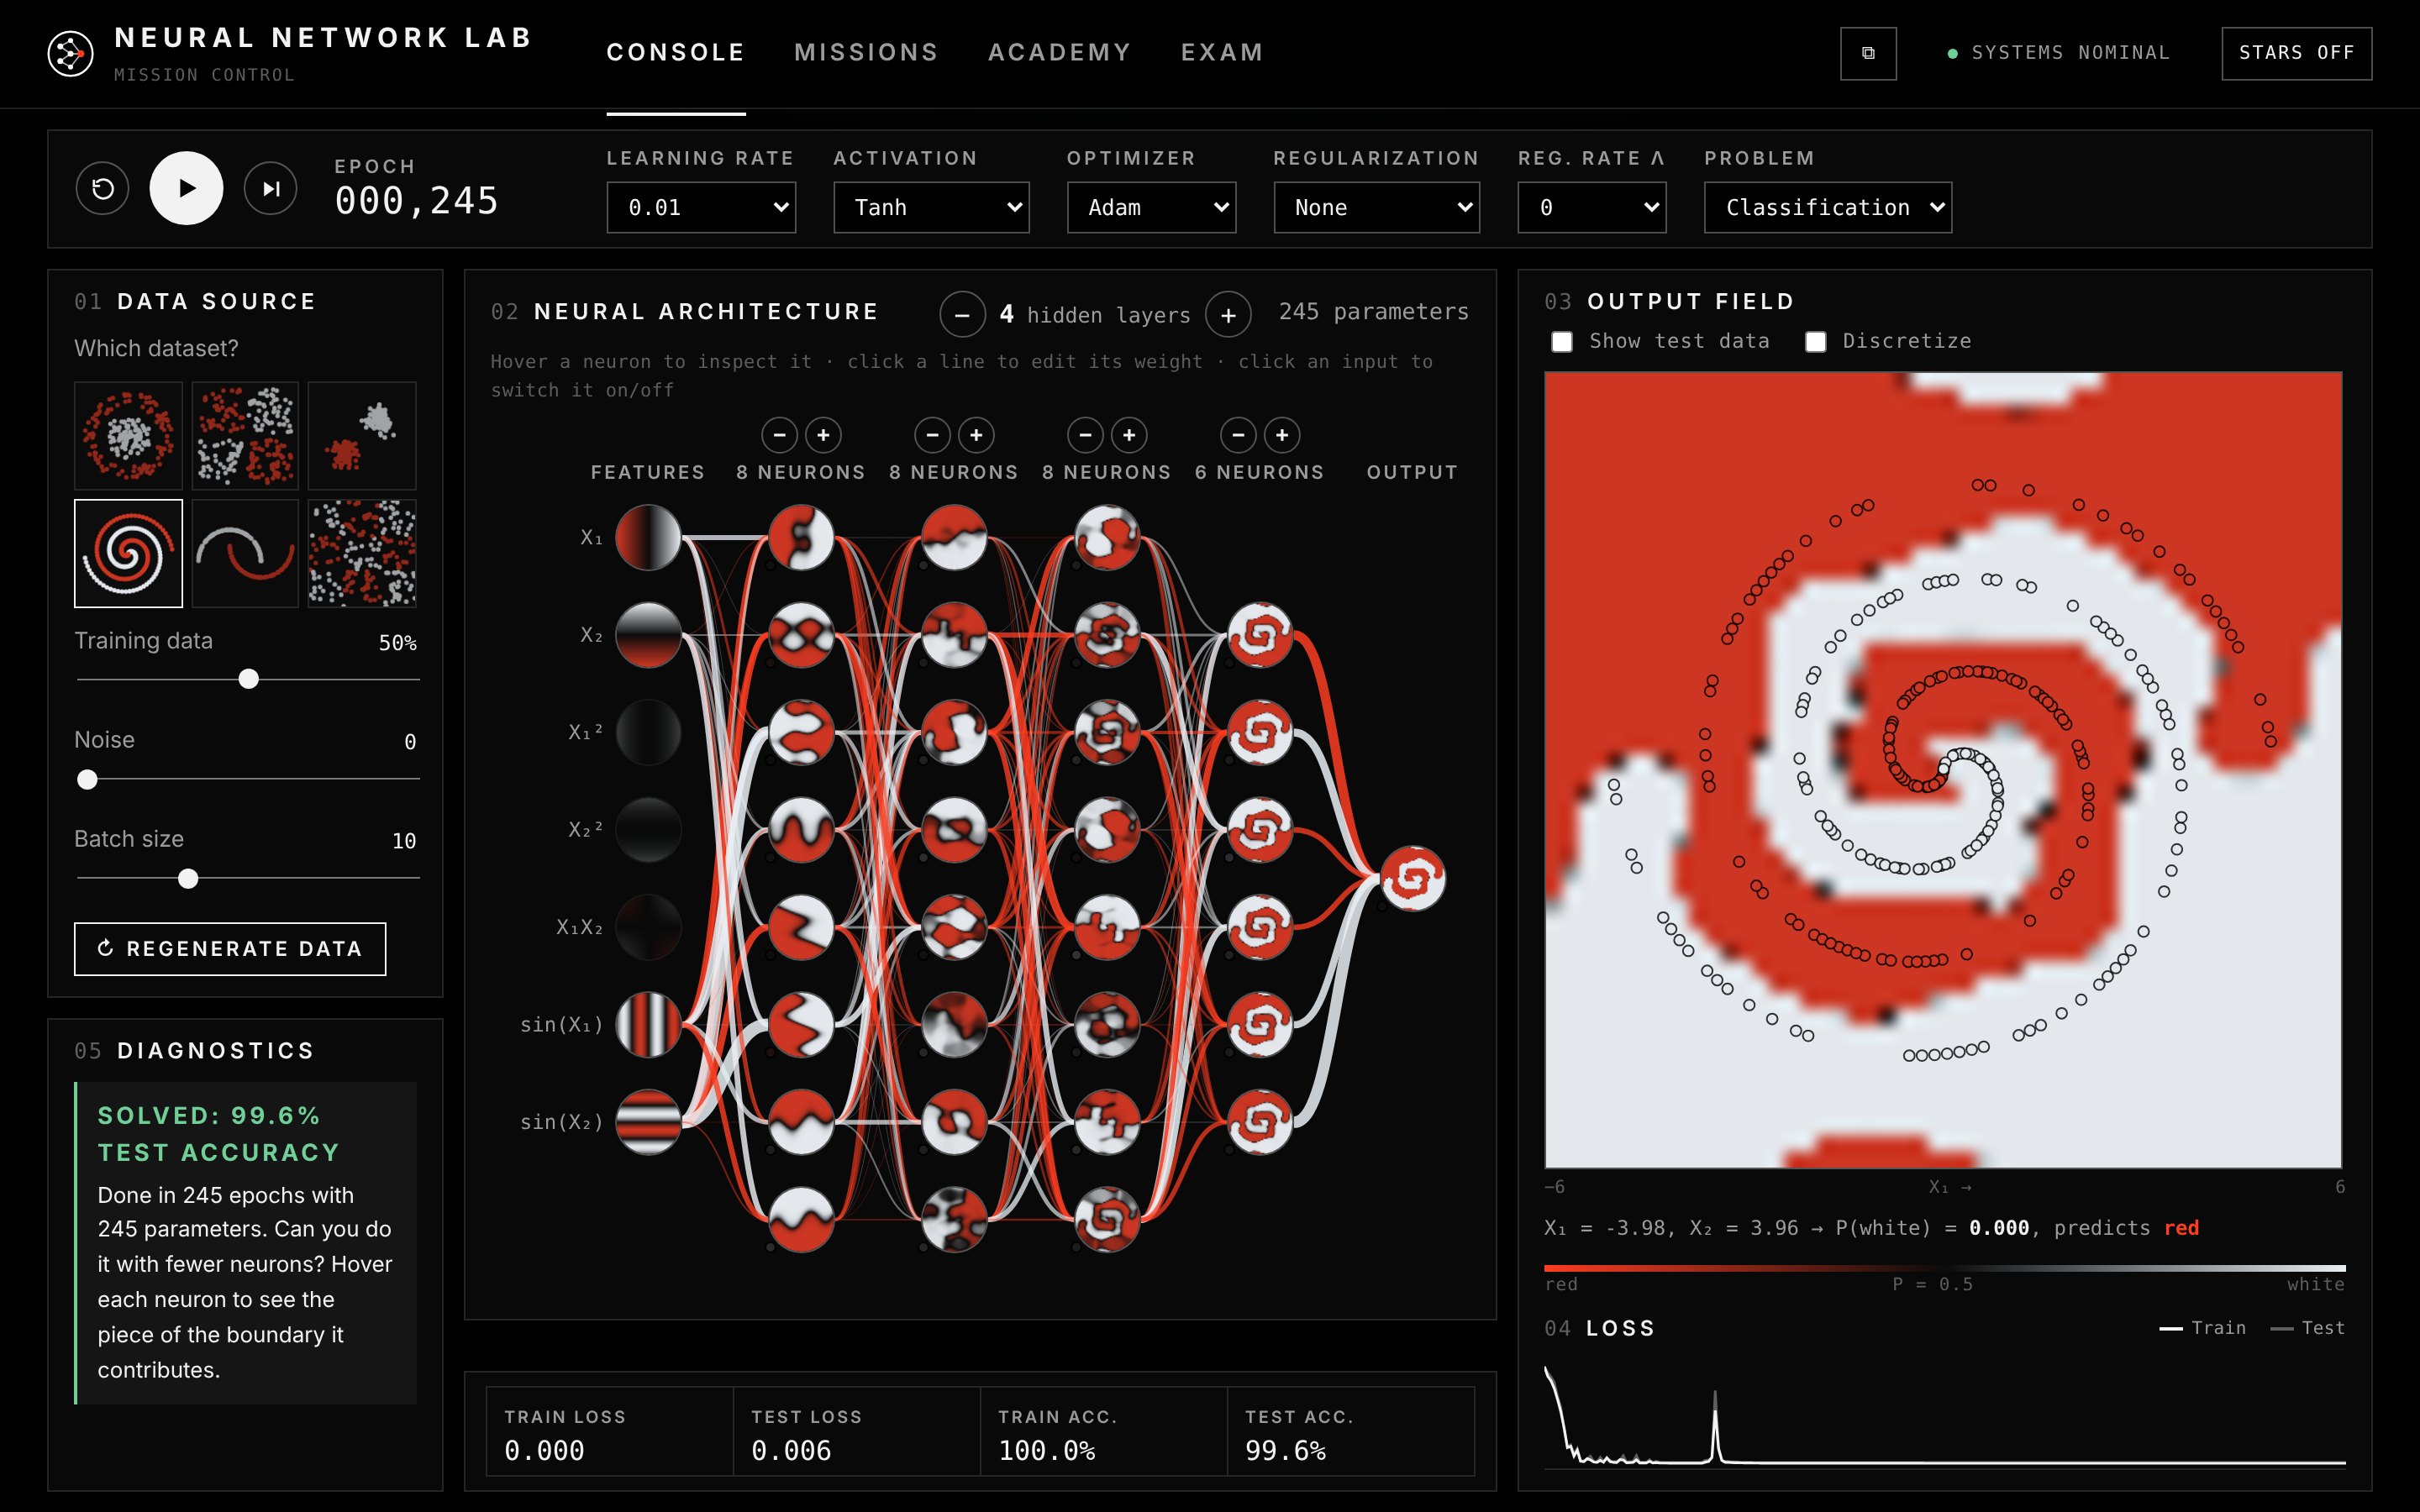 NEURAL NETWORK LAB
MISSION CONTROL
CONSOLE
MISSIONS
ACADEMY
EXAM
SYSTEMS NOMINAL
STARS OFF
EPOCH
000,245
LEARNING RATE
0.01
ACTIVATION
Tanh
OPTIMIZER
Adam
REGULARIZATION
None
REG. RATE Λ
0
PROBLEM
Classification
01 DATA SOURCE
Which dataset?
Training data 50%
Noise 0
Batch size 10
↻ REGENERATE DATA
05 DIAGNOSTICS
SOLVED: 99.6%
TEST ACCURACY
Done in 245 epochs with
245 parameters. Can you do
it with fewer neurons? Hover
each neuron to see the
piece of the boundary it
contributes.
02 NEURAL ARCHITECTURE
− 4 hidden layers +
245 parameters
Hover a neuron to inspect it · click a line to edit its weight · click an input to
switch it on/off
− + − + − + − +
FEATURES 8 NEURONS 8 NEURONS 8 NEURONS 6 NEURONS OUTPUT
X₁
X₂
X₁²
X₂²
X₁X₂
sin(X₁)
sin(X₂)
TRAIN LOSS
0.000
TEST LOSS
0.006
TRAIN ACC.
100.0%
TEST ACC.
99.6%
03 OUTPUT FIELD
Show test data
Discretize
−6 X₁ → 6
X₁ = -3.98, X₂ = 3.96 → P(white) = 0.000, predicts red
red P = 0.5 white
04 LOSS
Train Test